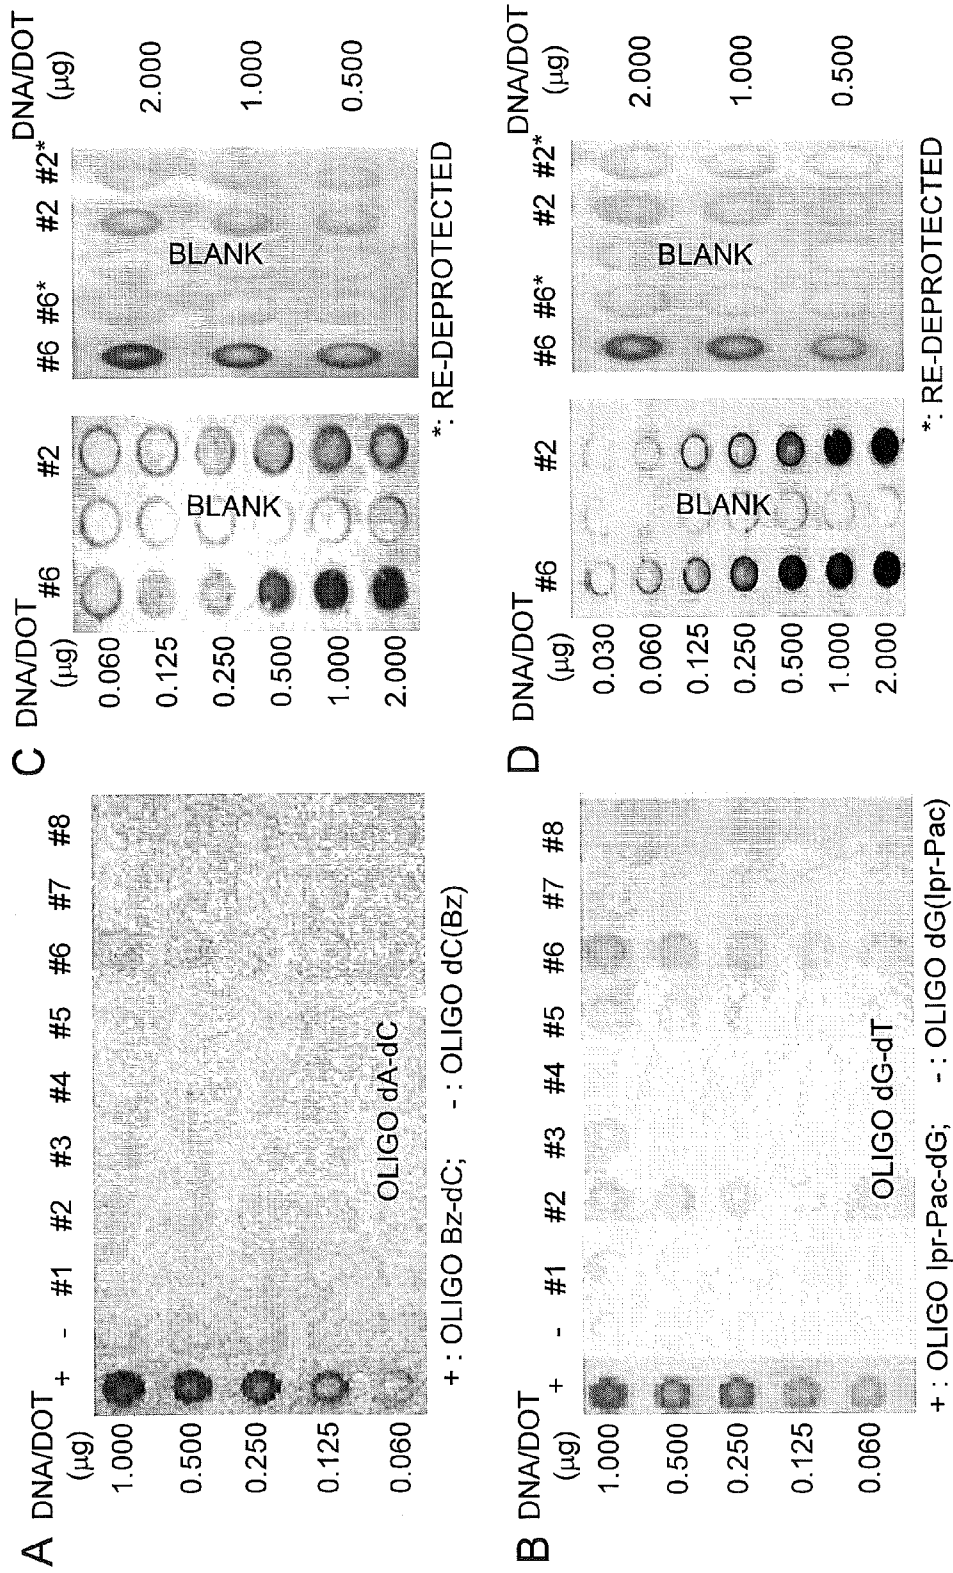 A
DNA/DOT
(µg)
+ - #1 #2 #3 #4 #5 #6 #7 #8
1.000
0.500
0.250
0.125
0.060
OLIGO dA-dC
+ : OLIGO Bz-dC; - : OLIGO dC(Bz)
B
DNA/DOT
(µg)
+ - #1 #2 #3 #4 #5 #6 #7 #8
1.000
0.500
0.250
0.125
0.060
OLIGO dG-dT
+ : OLIGO Ipr-Pac-dG; - : OLIGO dG(Ipr-Pac)
C
DNA/DOT
(µg)
#6 #2
0.060
0.125
0.250
0.500
1.000
2.000
BLANK
#6 #6* #2 #2*
BLANK
DNA/DOT
(µg)
2.000
1.000
0.500
*: RE-DEPROTECTED
D
DNA/DOT
(µg)
#6 #2
0.030
0.060
0.125
0.250
0.500
1.000
2.000
BLANK
#6 #6* #2 #2*
BLANK
DNA/DOT
(µg)
2.000
1.000
0.500
*: RE-DEPROTECTED